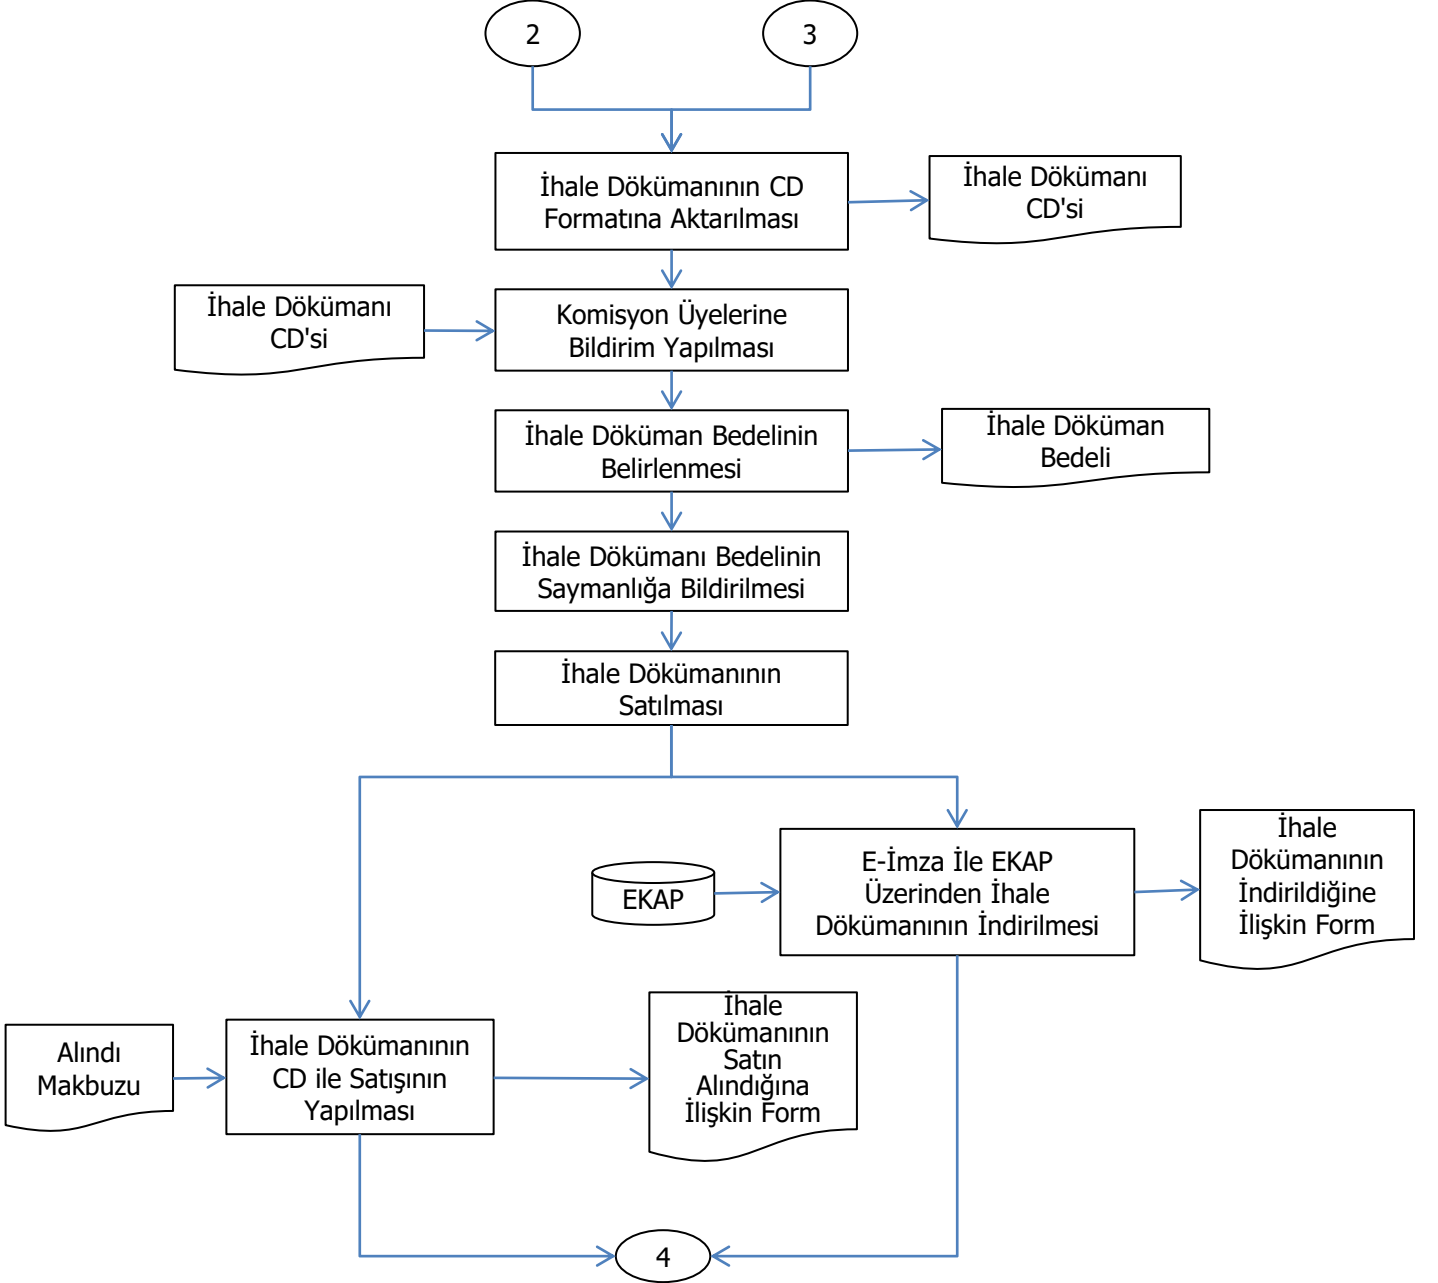 2
3
İhale Dökümanının CD
Formatına Aktarılması
İhale Dökümanı
CD'si
İhale Dökümanı
CD'si
Komisyon Üyelerine
Bildirim Yapılması
İhale Döküman Bedelinin
Belirlenmesi
İhale Döküman
Bedeli
İhale Dökümanı Bedelinin
Saymanlığa Bildirilmesi
İhale Dökümanının
Satılması
EKAP
E-İmza İle EKAP
Üzerinden İhale
Dökümanının İndirilmesi
İhale
Dökümanının
İndirildiğine
İlişkin Form
Alındı
Makbuzu
İhale Dökümanının
CD ile Satışının
Yapılması
İhale
Dökümanının
Satın
Alındığına
İlişkin Form
4